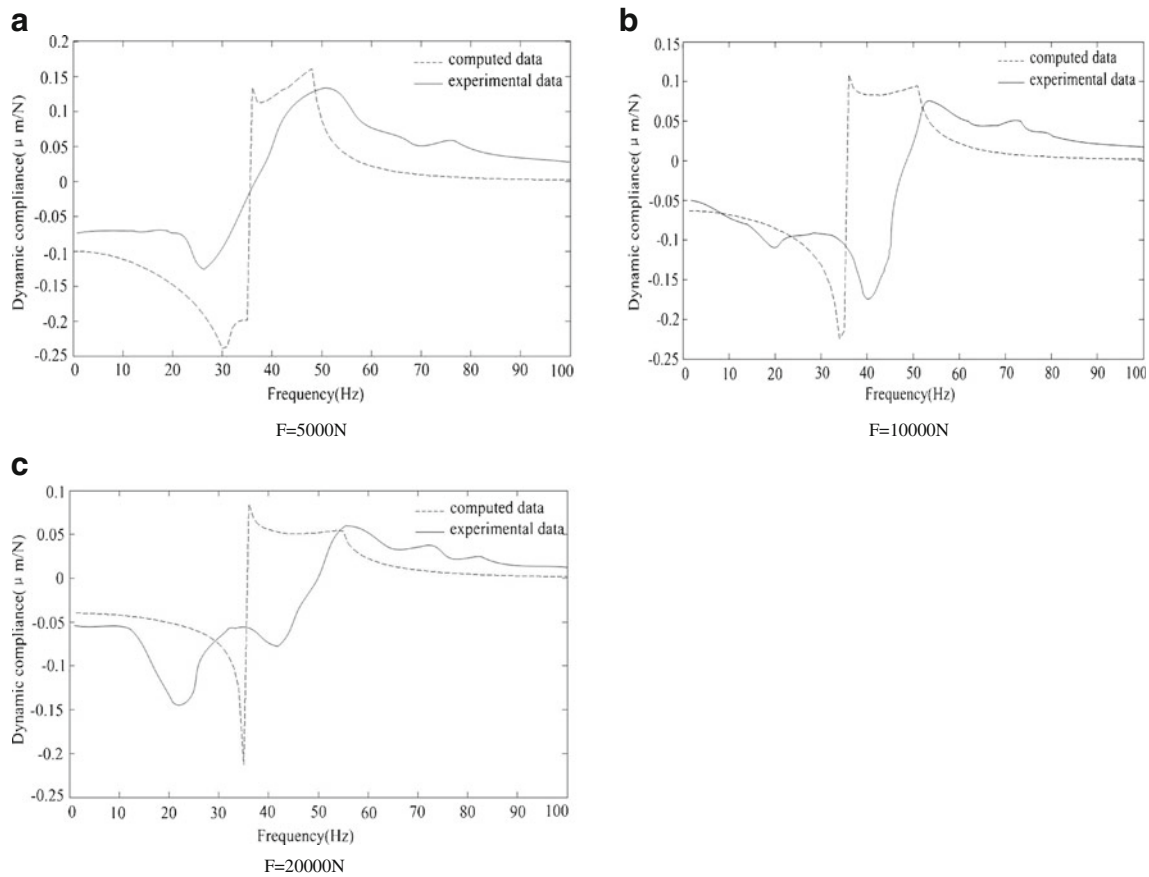 a
0.2
0.15
0.1
0.05
0
-0.05
-0.1
-0.15
-0.2
-0.25
Dynamic compliance( μ m/N)
computed data
experimental data
0 10 20 30 40 50 60 70 80 90 100
Frequency(Hz)
F=5000N
b
0.15
0.1
0.05
0
-0.05
-0.1
-0.15
-0.2
-0.25
Dynamic compliance( μ m/N)
computed data
experimental data
0 10 20 30 40 50 60 70 80 90 100
Frequency(Hz)
F=10000N
c
0.1
0.05
0
-0.05
-0.1
-0.15
-0.2
-0.25
Dynamic compliance( μ m/N)
computed data
experimental data
0 10 20 30 40 50 60 70 80 90 100
Frequency(Hz)
F=20000N